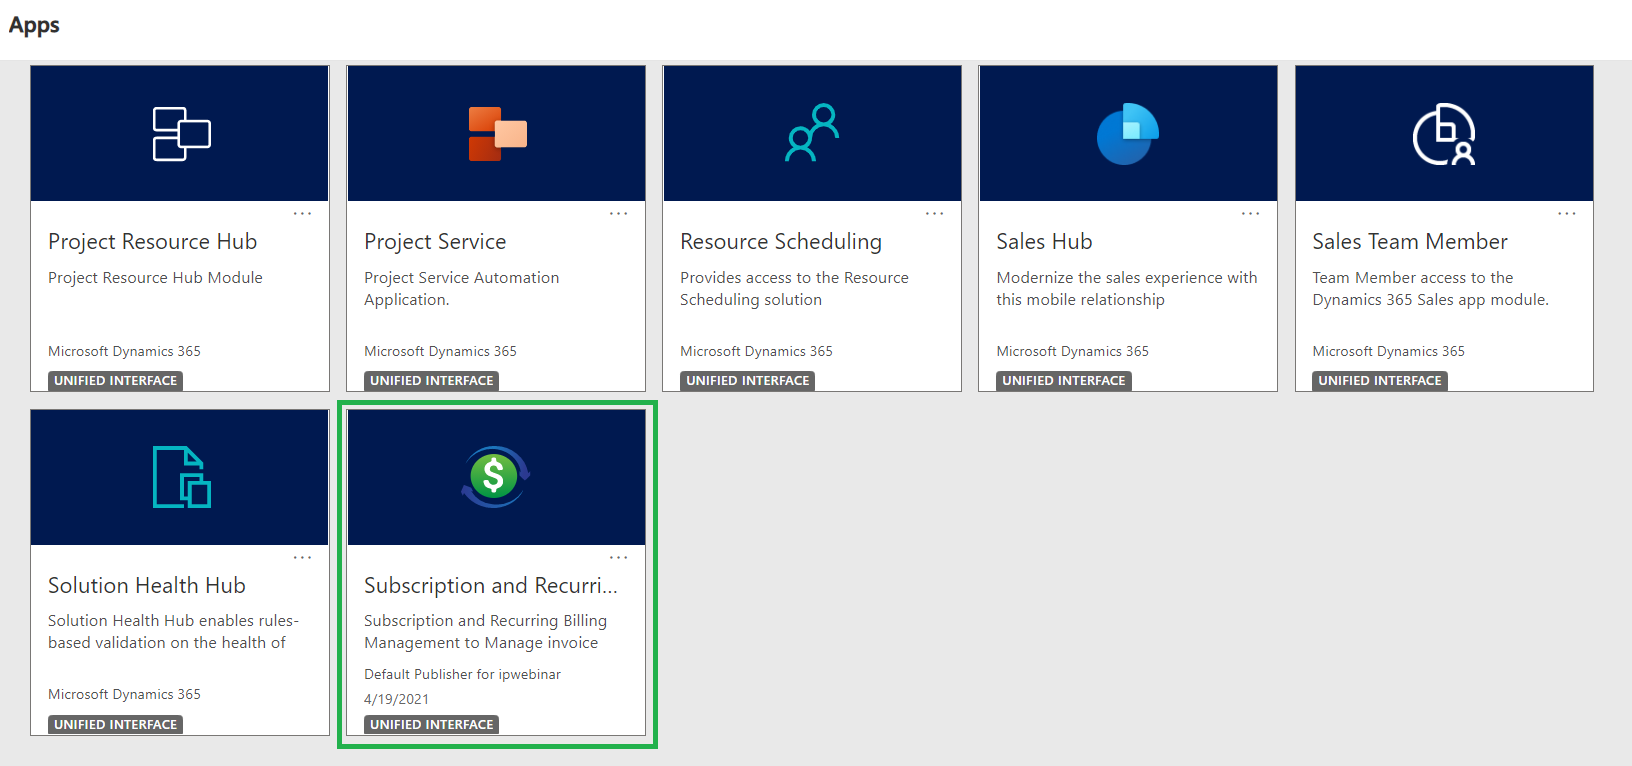 Apps
...
Project Resource Hub
Project Resource Hub Module
Microsoft Dynamics 365
UNIFIED INTERFACE
...
Project Service
Project Service Automation
Application.
Microsoft Dynamics 365
UNIFIED INTERFACE
...
Resource Scheduling
Provides access to the Resource
Scheduling solution
Microsoft Dynamics 365
UNIFIED INTERFACE
...
Sales Hub
Modernize the sales experience with
this mobile relationship
Microsoft Dynamics 365
UNIFIED INTERFACE
...
Sales Team Member
Team Member access to the
Dynamics 365 Sales app module.
Microsoft Dynamics 365
UNIFIED INTERFACE
...
Solution Health Hub
Solution Health Hub enables rules-
based validation on the health of
Microsoft Dynamics 365
UNIFIED INTERFACE
$
...
Subscription and Recurri...
Subscription and Recurring Billing
Management to Manage invoice
Default Publisher for ipwebinar
4/19/2021
UNIFIED INTERFACE